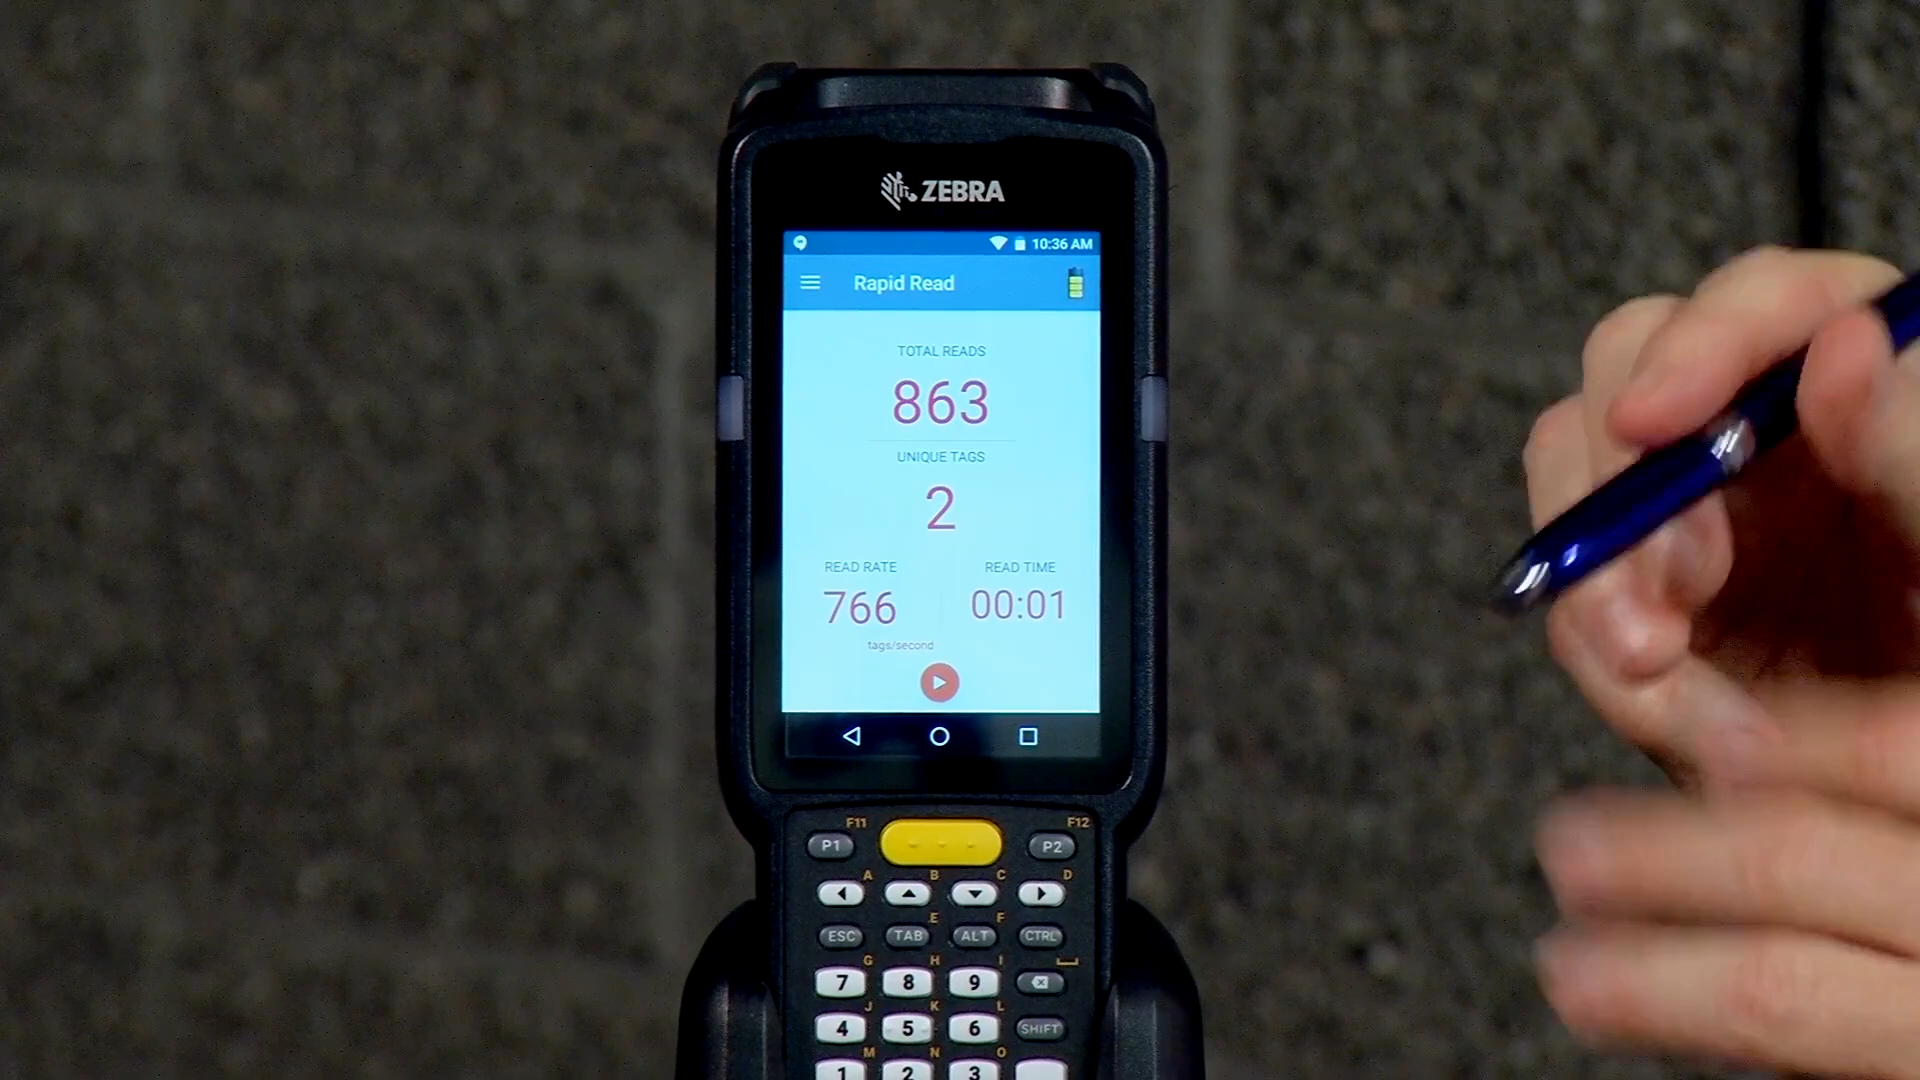 ZEBRA
10:36 AM
Rapid Read
TOTAL READS
863
UNIQUE TAGS
2
READ RATE READ TIME
766 00:01
tags/second
F11 F12
P1 P2
A B C D
E F
ESC TAB ALT CTRL
G H I
7 8 9
J K L
4 5 6 SHIFT
M N O
1 2 3